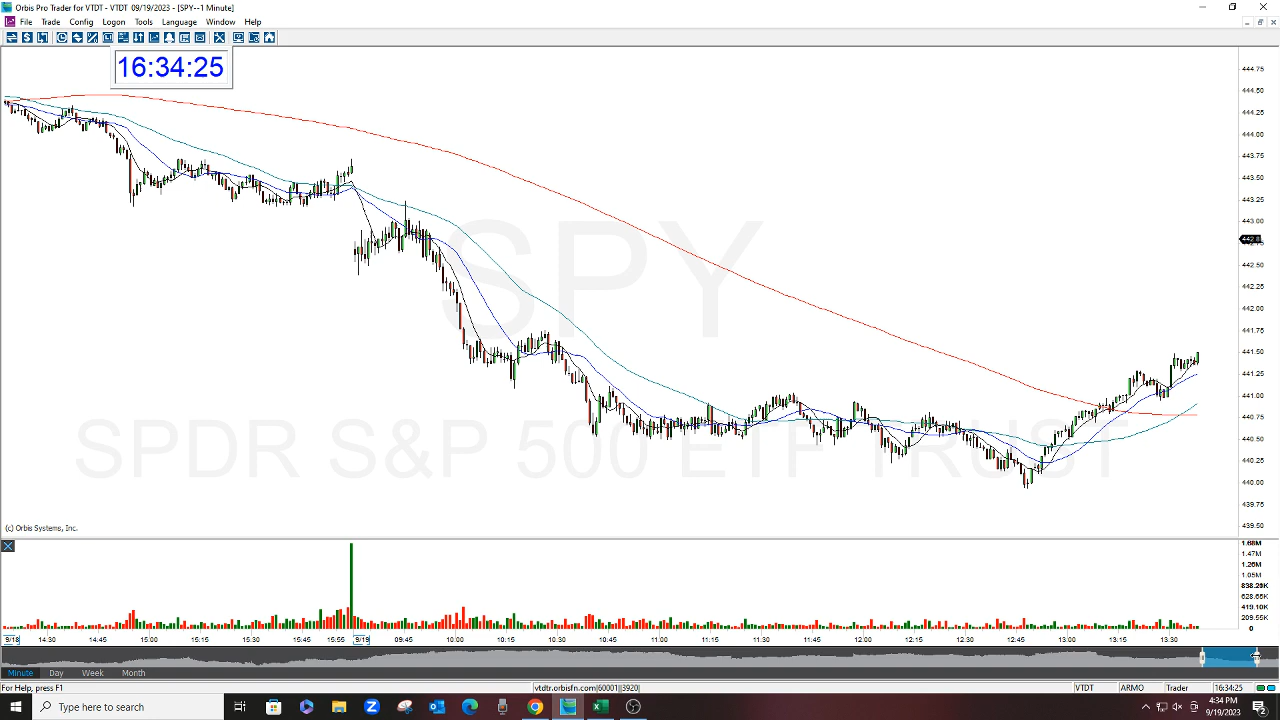 Orbis Pro Trader for VTDT - VTDT 09/19/2023 - [SPY--1 Minute]
File Trade Config Logon Tools Language Window Help
16:34:25
444.75
444.50
444.25
444.00
443.75
443.50
443.25
443.00
442.8
442.50
442.25
442.00
441.75
441.50
441.25
441.00
440.75
440.50
440.25
440.00
439.75
439.50
SPY
SPDR S&P 500 ETF TRUST
(c) Orbis Systems, Inc.
1.68M
1.47M
1.26M
1.05M
838.26K
628.65K
419.10K
209.55K
0
9/18 14:30 14:45 15:00 15:15 15:30 15:45 15:56 9/19 09:46 10:00 10:15 10:30 10:45 11:00 11:15 11:30 11:45 12:00 12:15 12:30 12:45 13:00 13:15 13:30
Minute Day Week Month
For Help, press F1 vtdtr.orbisfn.com|60001||3920| VTDT ARMO Trader 16:34:25
Type here to search
4:34 PM
9/19/2023